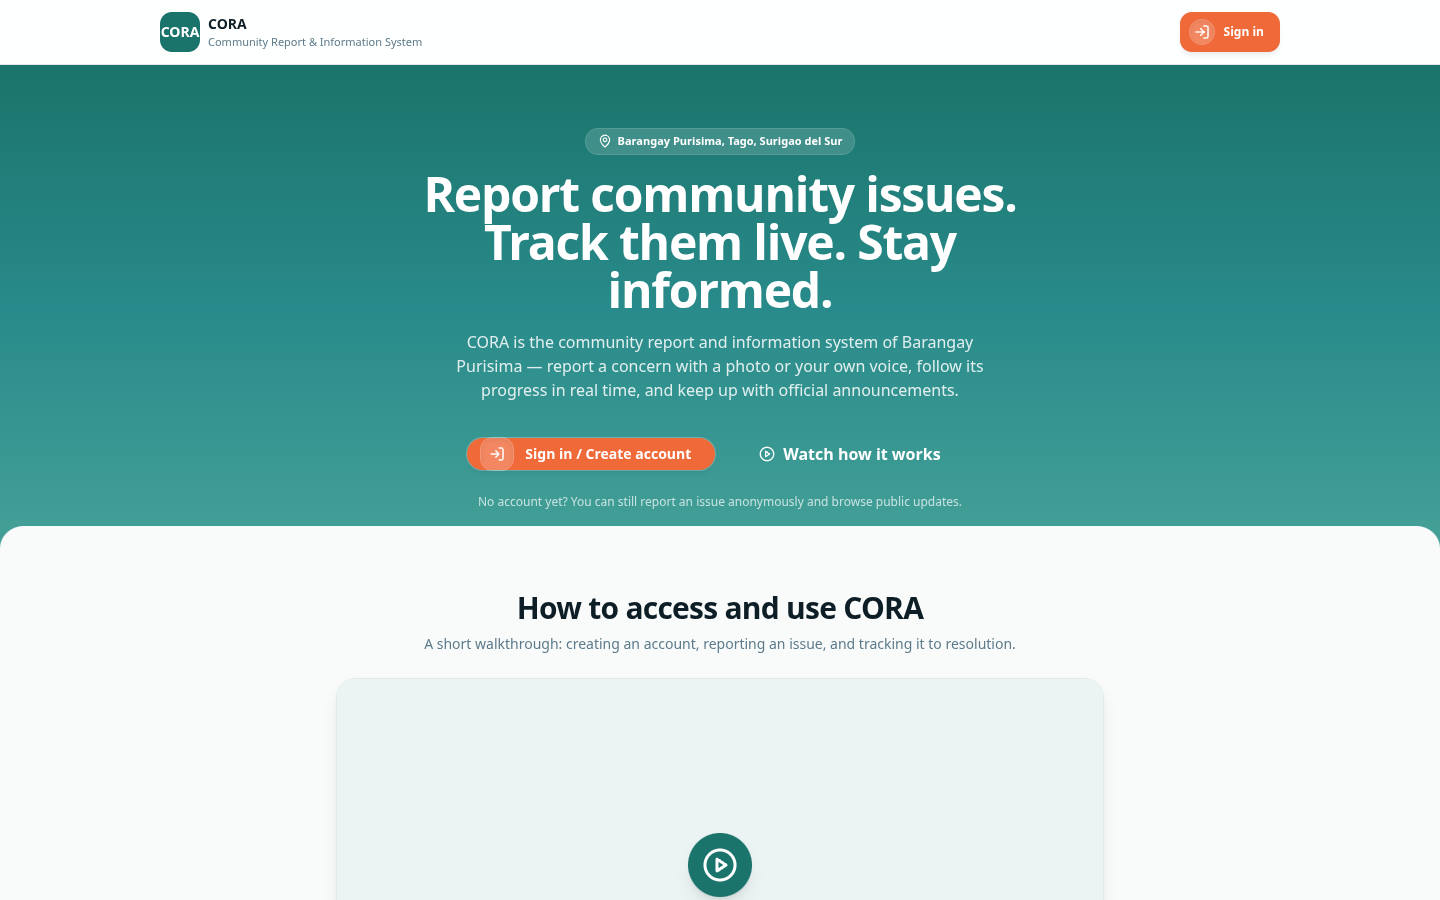 CORA
CORA
Community Report & Information System
Sign in
Barangay Purisima, Tago, Surigao del Sur
Report community issues.
Track them live. Stay
informed.
CORA is the community report and information system of Barangay
Purisima — report a concern with a photo or your own voice, follow its
progress in real time, and keep up with official announcements.
Sign in / Create account
Watch how it works
No account yet? You can still report an issue anonymously and browse public updates.
How to access and use CORA
A short walkthrough: creating an account, reporting an issue, and tracking it to resolution.